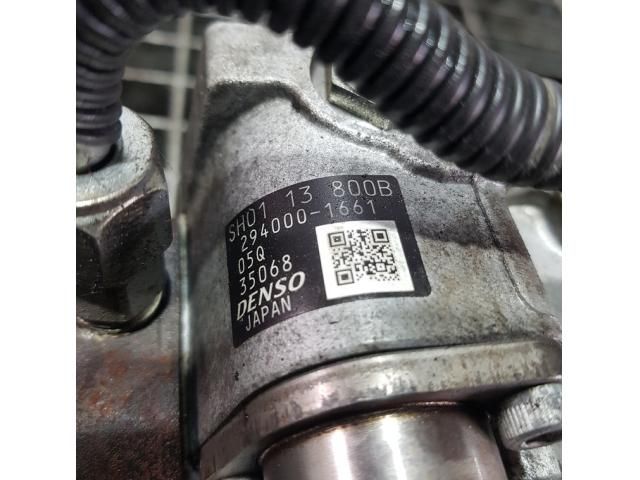 SH01 13 800B
294000-1661
05Q
35068
DENSO
JAPAN